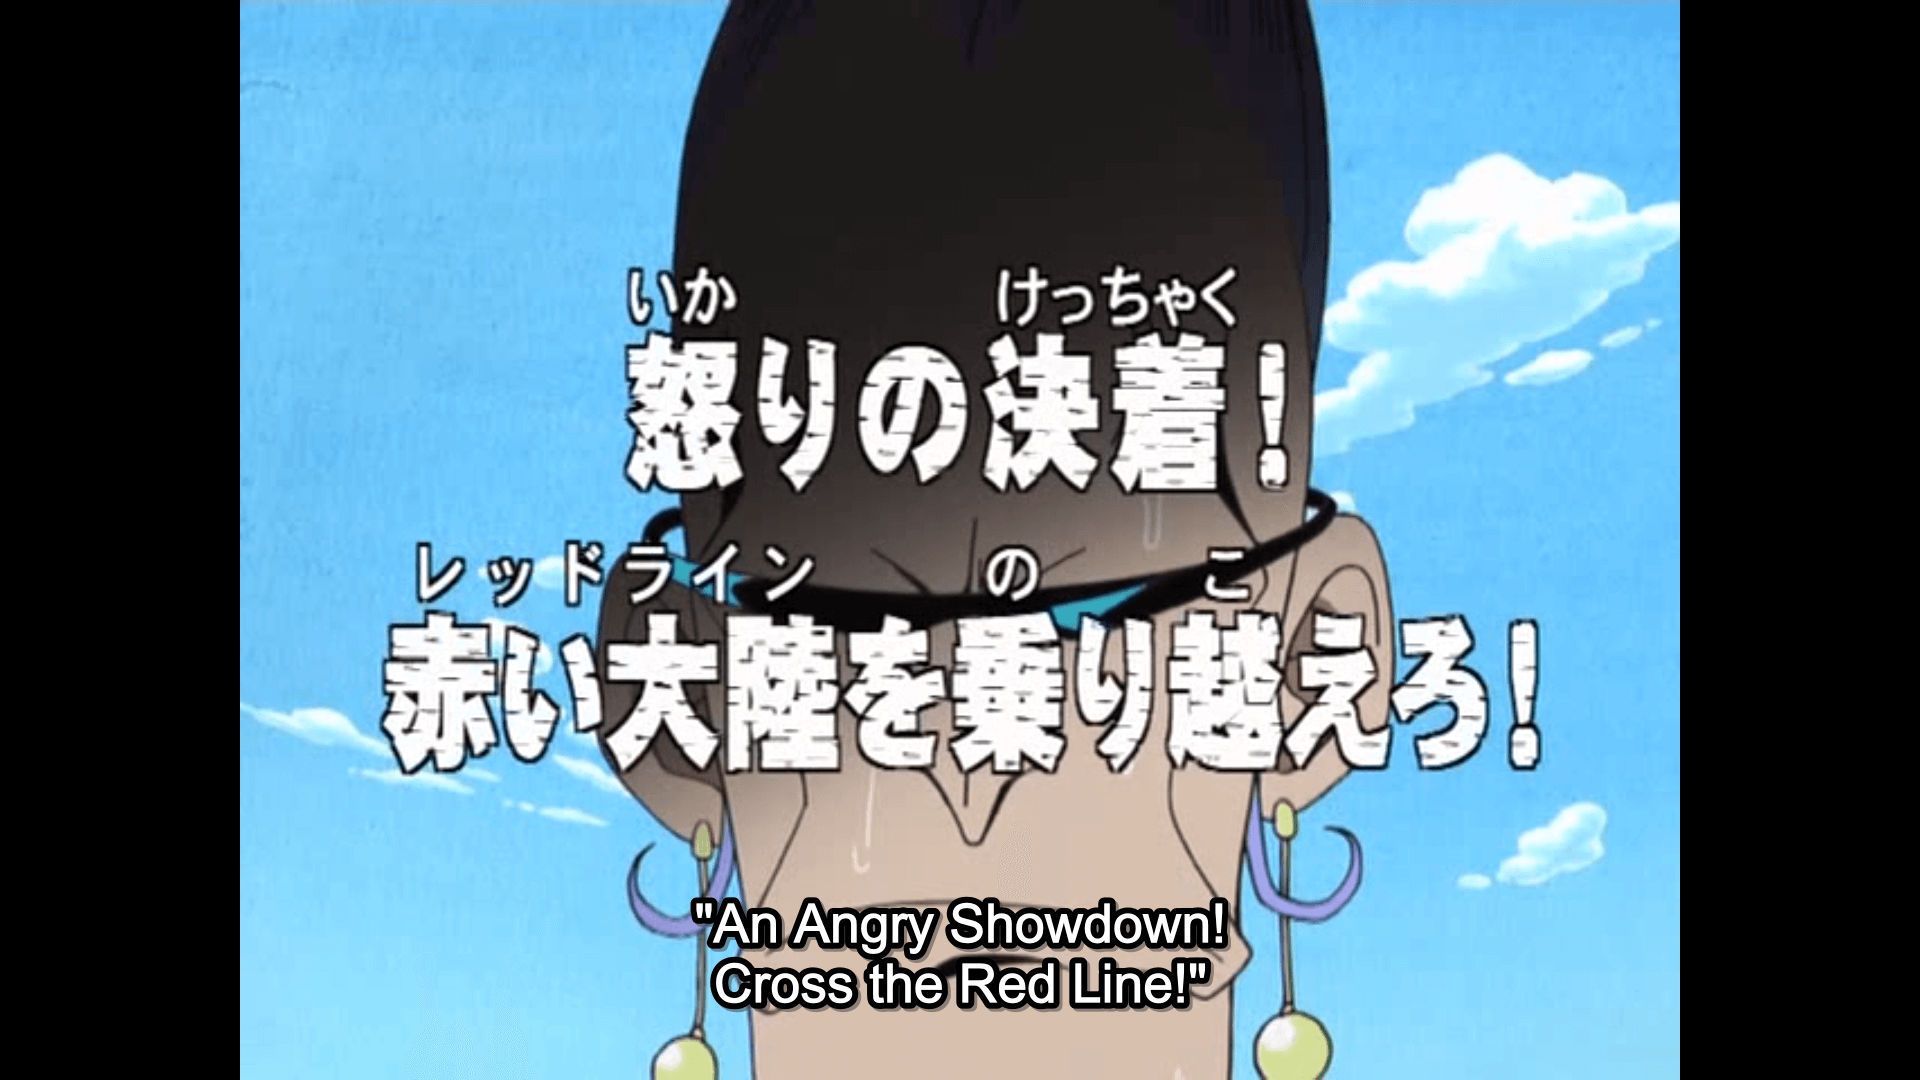 いか けっちゃく
怒りの決着!
レッドライン の こ
赤い大陸を乗り越えろ!
"An Angry Showdown!
Cross the Red Line!"